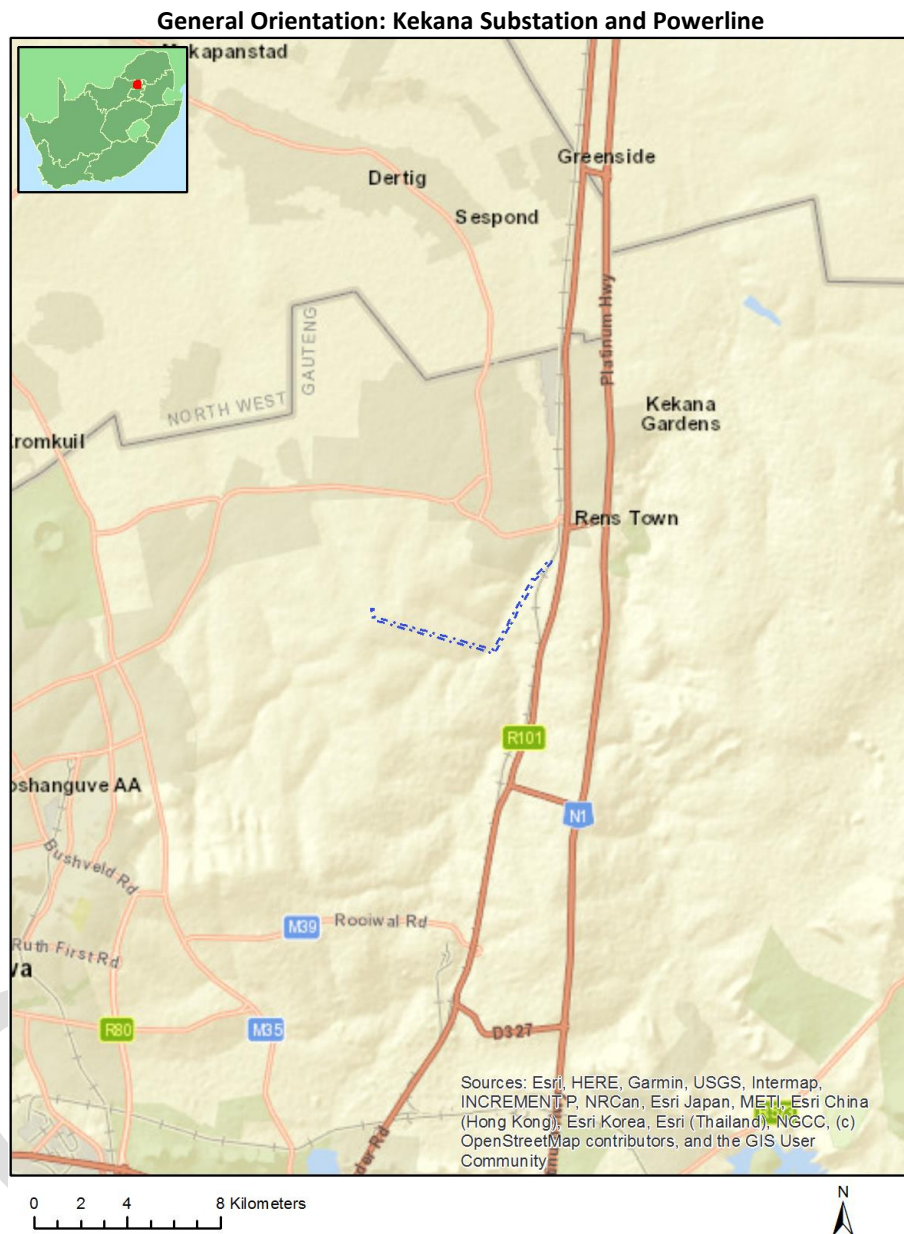 General Orientation: Kekana Substation and Powerline
kapanstad
Greenside
Dertig
Sespond
Platinum Hwy
GAUTENG
NORTH WEST
Kekana
Gardens
romkuil
Rens Town
R101
oshanguve AA
N1
Bushveld Rd
M39
Rooiwal Rd
Ruth First Rd
va
R80
M35
D327
Sources: Esri, HERE, Garmin, USGS, Intermap,
INCREMENT P, NRCan, Esri Japan, METI, Esri China
(Hong Kong), Esri Korea, Esri (Thailand), NGCC, (c)
OpenStreetMap contributors, and the GIS User
Community
der Rd
0 2 4 8 Kilometers
N